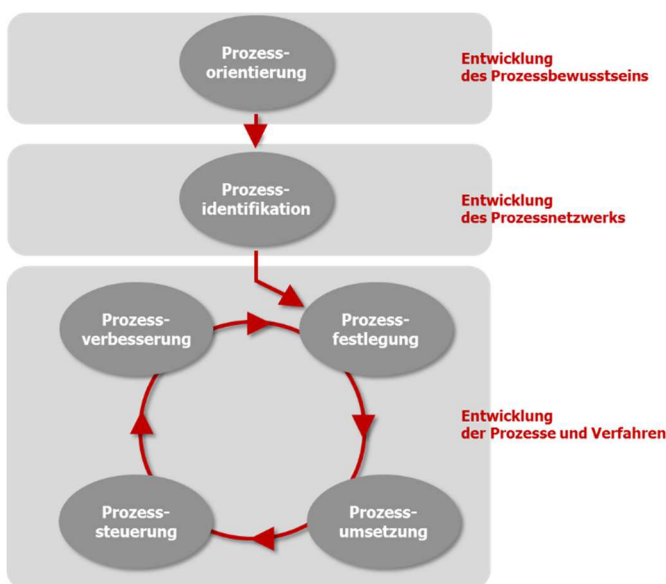 Prozess-
orientierung
Entwicklung
des Prozessbewusstseins
Prozess-
identifikation
Entwicklung
des Prozessnetzwerks
Prozess-
verbesserung
Prozess-
festlegung
Entwicklung
der Prozesse und Verfahren
Prozess-
steuerung
Prozess-
umsetzung